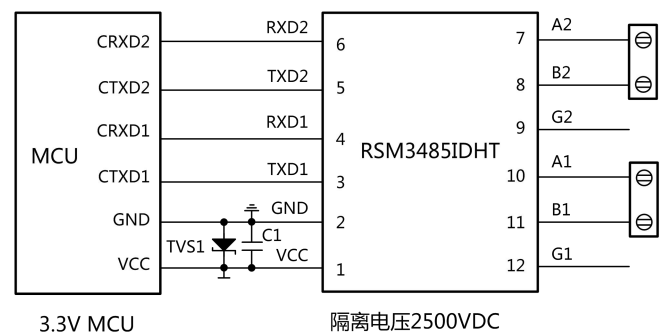 CRXD2 RXD2 6 7 A2
CTXD2 TXD2 5 8 B2
CRXD1 RXD1 4 9 G2
MCU RSM3485IDHT
CTXD1 TXD1 3 10 A1
GND GND 2 11 B1
TVS1 C1
VCC VCC 1 12 G1
3.3V MCU 隔离电压2500VDC